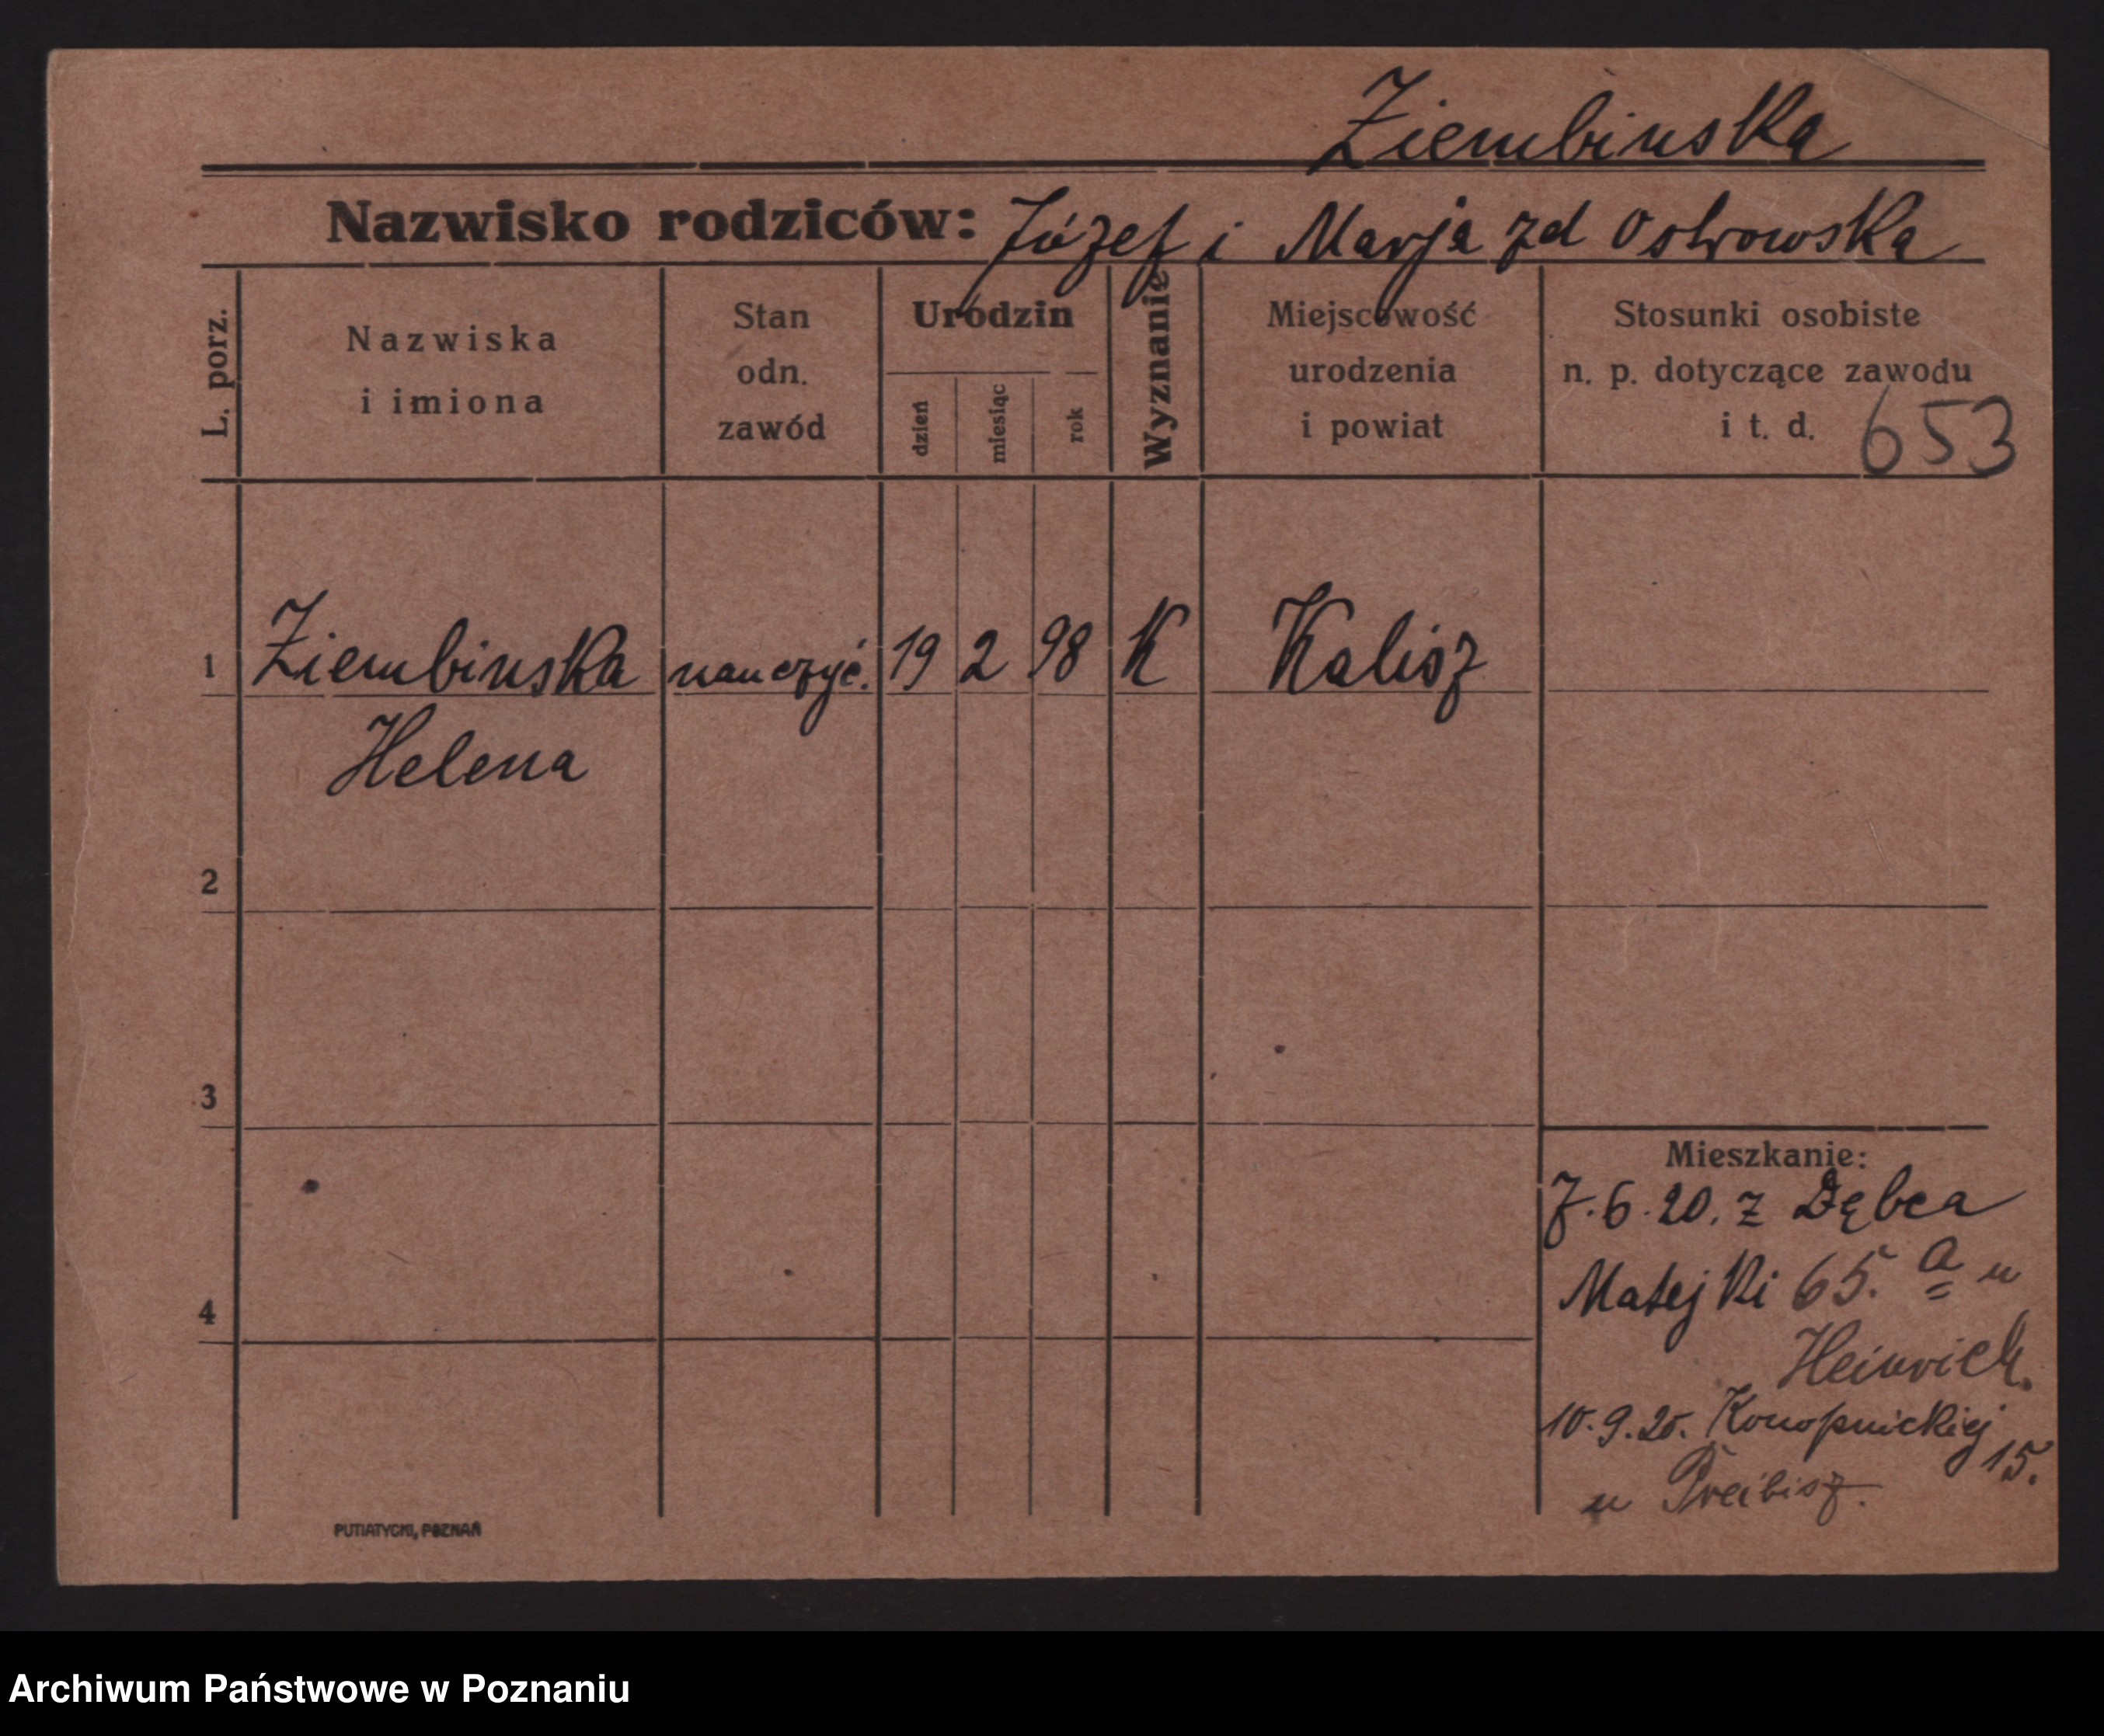 Ziembinska
Nazwisko rodziców: Józef i Marja zd Ostrowska
L. porz.
Nazwiska
i imiona
Stan
odn.
zawód
Urodzin
dzień
miesiąc
rok
Wyznanie
Miejscowość
urodzenia
i powiat
Stosunki osobiste
n. p. dotyczące zawodu
i t. d. 653
1 Ziembinska nauczyć. 19 2 98 K Kalisz
Helena
2
3
4
Mieszkanie:
7.6.20. z Dębca
Matejki 65. a u
Heinrich.
10.9.20. Konopnickiej
15.
u Preibisz.
PUTIATYCKI, POZNAŃ
Archiwum Państwowe w Poznaniu